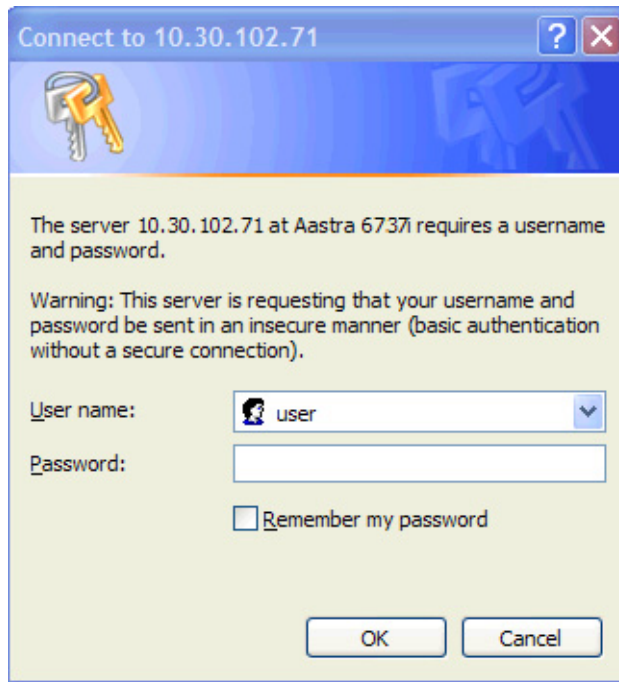 Connect to 10.30.102.71
?
The server 10.30.102.71 at Aastra 6737i requires a username
and password.
Warning: This server is requesting that your username and
password be sent in an insecure manner (basic authentication
without a secure connection).
User name:
user
Password:
Remember my password
OK
Cancel